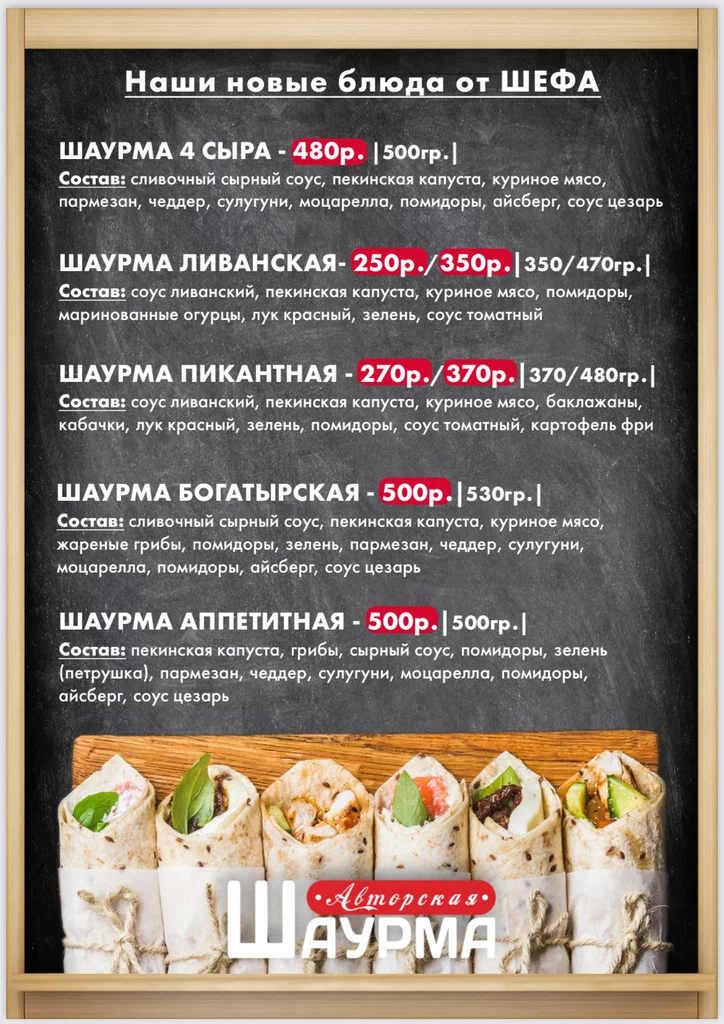 Наши новые блюда от ШЕФА
ШАУРМА 4 СЫРА - 480р. |500гр.|
Состав: сливочный сырный соус, пекинская капуста, куриное мясо,
пармезан, чеддер, сулугуни, моцарелла, помидоры, айсберг, соус цезарь
ШАУРМА ЛИВАНСКАЯ- 250р./350р.|350/470гр.|
Состав: соус ливанский, пекинская капуста, куриное мясо, помидоры,
маринованные огурцы, лук красный, зелень, соус томатный
ШАУРМА ПИКАНТНАЯ - 270р./370р.|370/480гр.|
Состав: соус ливанский, пекинская капуста, куриное мясо, баклажаны,
кабачки, лук красный, зелень, помидоры, соус томатный, картофель фри
ШАУРМА БОГАТЫРСКАЯ - 500р.|530гр.|
Состав: сливочный сырный соус, пекинская капуста, куриное мясо,
жареные грибы, помидоры, зелень, пармезан, чеддер, сулугуни,
моцарелла, помидоры, айсберг, соус цезарь
ШАУРМА АППЕТИТНАЯ - 500р.|500гр.|
Состав: пекинская капуста, грибы, сырный соус, помидоры, зелень
(петрушка), пармезан, чеддер, сулугуни, моцарелла, помидоры,
айсберг, соус цезарь
Авторская
ШАУРМА